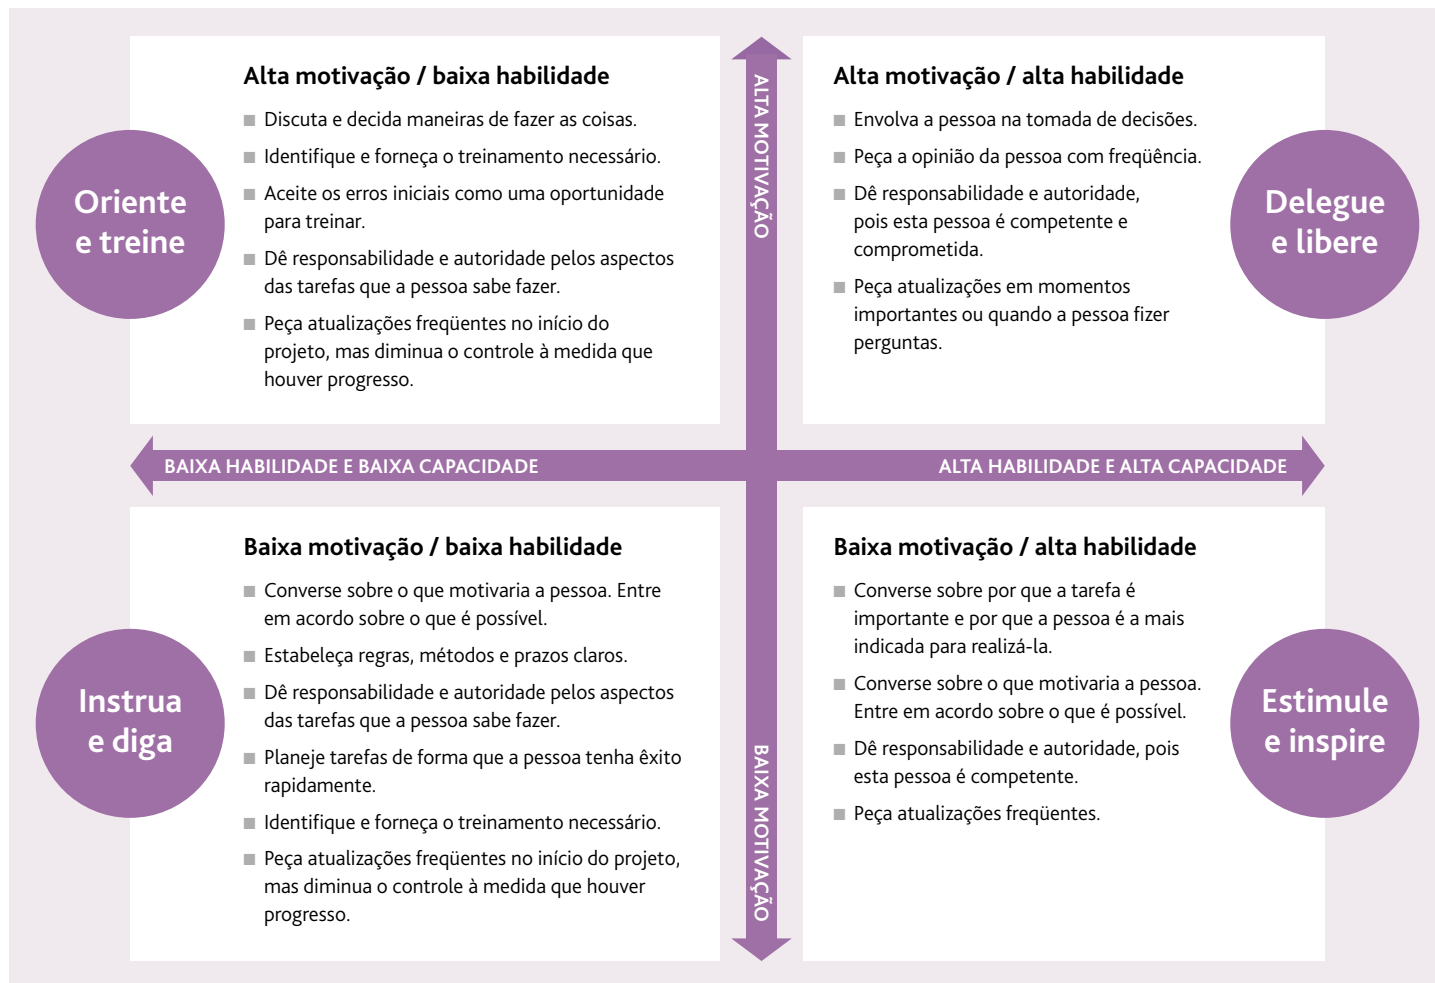 Alta motivação / baixa habilidade
Discuta e decida maneiras de fazer as coisas.
Identifique e forneça o treinamento necessário.
Aceite os erros iniciais como uma oportunidade
para treinar.
Dê responsabilidade e autoridade pelos aspectos
das tarefas que a pessoa sabe fazer.
Peça atualizações freqüentes no início do
projeto, mas diminua o controle à medida que
houver progresso.
Oriente
e treine
ALTA MOTIVAÇÃO
Alta motivação / alta habilidade
Envolva a pessoa na tomada de decisões.
Peça a opinião da pessoa com freqüência.
Dê responsabilidade e autoridade,
pois esta pessoa é competente e
comprometida.
Peça atualizações em momentos
importantes ou quando a pessoa fizer
perguntas.
Delegue
e libere
BAIXA HABILIDADE E BAIXA CAPACIDADE
ALTA HABILIDADE E ALTA CAPACIDADE
Baixa motivação / baixa habilidade
Converse sobre o que motivaria a pessoa. Entre
em acordo sobre o que é possível.
Estabeleça regras, métodos e prazos claros.
Dê responsabilidade e autoridade pelos aspectos
das tarefas que a pessoa sabe fazer.
Planeje tarefas de forma que a pessoa tenha êxito
rapidamente.
Identifique e forneça o treinamento necessário.
Peça atualizações freqüentes no início do projeto,
mas diminua o controle à medida que houver
progresso.
Instrua
e diga
BAIXA MOTIVAÇÃO
Baixa motivação / alta habilidade
Converse sobre por que a tarefa é
importante e por que a pessoa é a mais
indicada para realizá-la.
Converse sobre o que motivaria a pessoa.
Entre em acordo sobre o que é possível.
Dê responsabilidade e autoridade, pois
esta pessoa é competente.
Peça atualizações freqüentes.
Estimule
e inspire